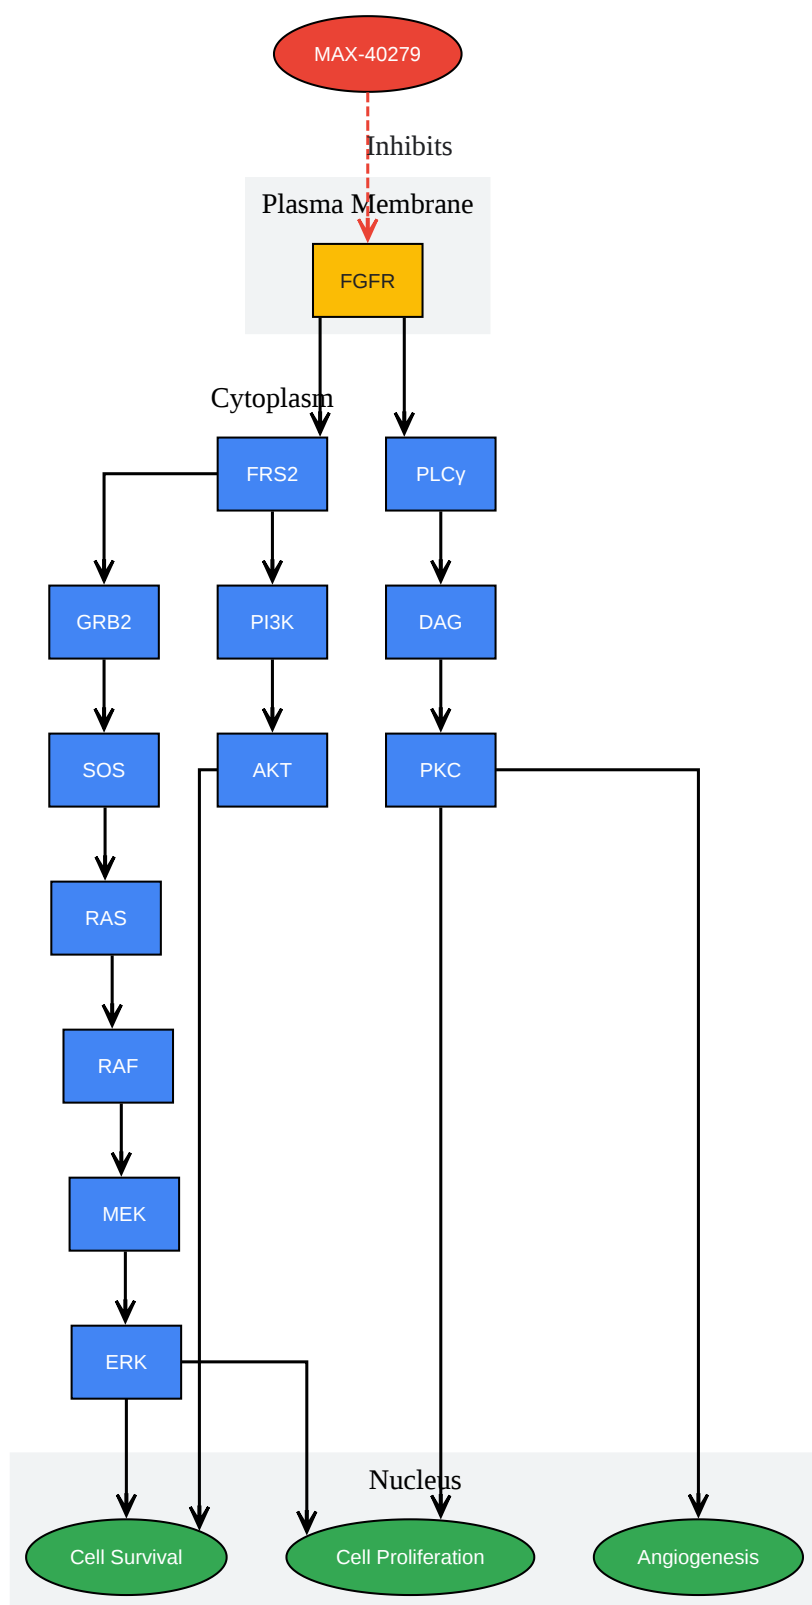 MAX-40279
Inhibits
Plasma Membrane
FGFR
Cytoplasm
FRS2
PLCγ
GRB2
PI3K
DAG
SOS
AKT
PKC
RAS
RAF
MEK
ERK
Nucleus
Cell Survival
Cell Proliferation
Angiogenesis